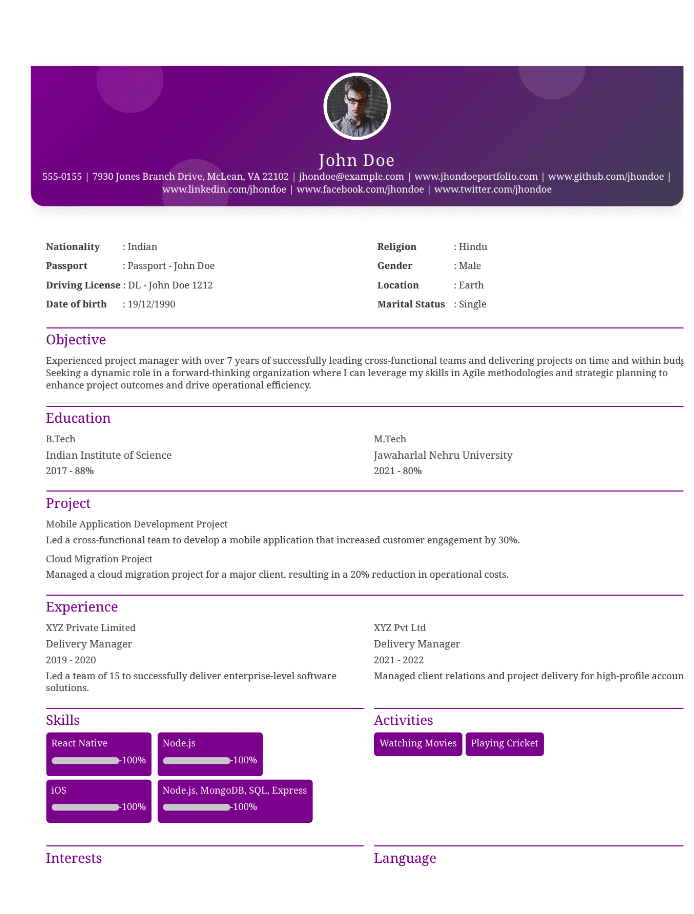 John Doe
555-0155 | 7930 Jones Branch Drive, McLean, VA 22102 | jhondoe@example.com | www.jhondoeportfolio.com | www.github.com/jhondoe |
www.linkedin.com/jhondoe | www.facebook.com/jhondoe | www.twitter.com/jhondoe
Nationality : Indian
Religion : Hindu
Passport : Passport - John Doe
Gender : Male
Driving License : DL - John Doe 1212
Location : Earth
Date of birth : 19/12/1990
Marital Status : Single
Objective
Experienced project manager with over 7 years of successfully leading cross-functional teams and delivering projects on time and within
Seeking a dynamic role in a forward-thinking organization where I can leverage my skills in Agile methodologies and strategic planning to
enhance project outcomes and drive operational efficiency.
Education
B.Tech
Indian Institute of Science
2017 - 88%
M.Tech
Jawaharlal Nehru University
2021 - 80%
Project
Mobile Application Development Project
Led a cross-functional team to develop a mobile application that increased customer engagement by 30%.
Cloud Migration Project
Managed a cloud migration project for a major client, resulting in a 20% reduction in operational costs.
Experience
XYZ Private Limited
Delivery Manager
2019 - 2020
Led a team of 15 to successfully deliver enterprise-level software
solutions.
XYZ Pvt Ltd
Delivery Manager
2021 - 2022
Managed client relations and project delivery for high-profile accoun
Skills
React Native
-100%
Node.js
-100%
iOS
-100%
Node.js, MongoDB, SQL, Express
-100%
Activities
Watching Movies
Playing Cricket
Interests
Language